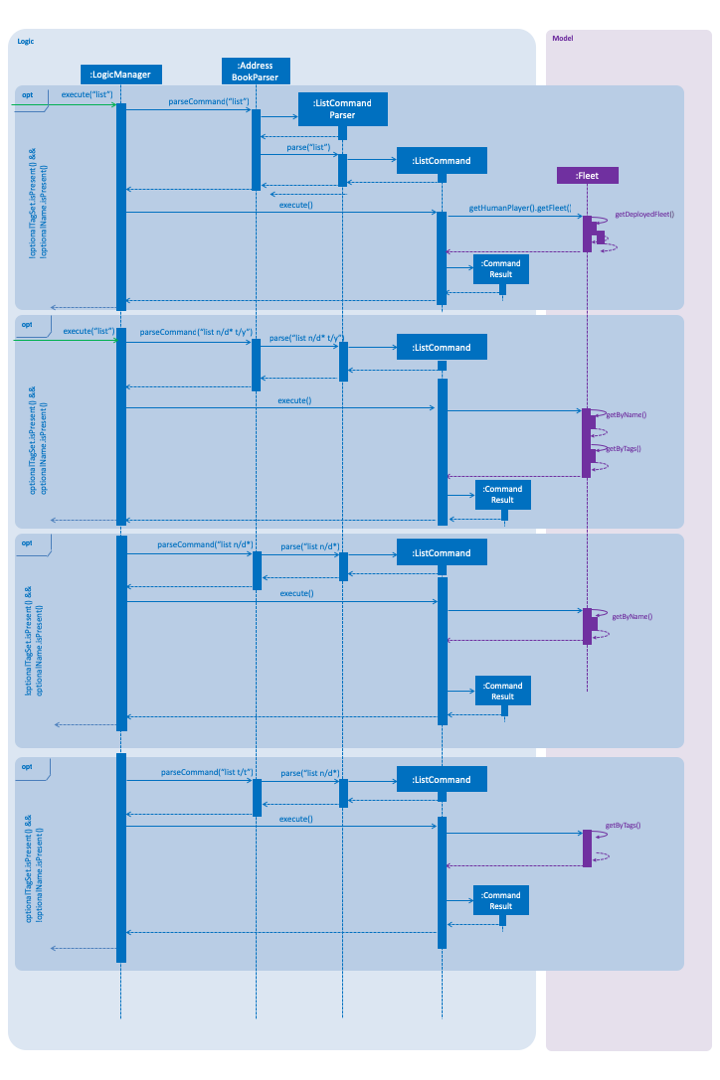 Logic
Model
:LogicManager
:Address
BookParser
opt
execute("list")
parseCommand("list")
:ListCommand
Parser
parse("list")
:ListCommand
!optionalTagSet.isPresent() &&
!optionalName.isPresent()
:Fleet
execute()
getHumanPlayer().getFleet()
getDeployedFleet()
:Command
Result
opt
execute("list")
parseCommand("list n/d* t/y")
parse("list n/d* t/y")
:ListCommand
optionalTagSet.isPresent() &&
optionalName.isPresent()
execute()
getByName()
getByTags()
:Command
Result
opt
parseCommand("list n/d*)
parse("list n/d*)
:ListCommand
!optionalTagSet.isPresent() &&
optionalName.isPresent()
execute()
getByName()
:Command
Result
opt
parseCommand("list t/t")
parse("list n/d*)
:ListCommand
optionalTagSet.isPresent() &&
!optionalName.isPresent()
execute()
getByTags()
:Command
Result